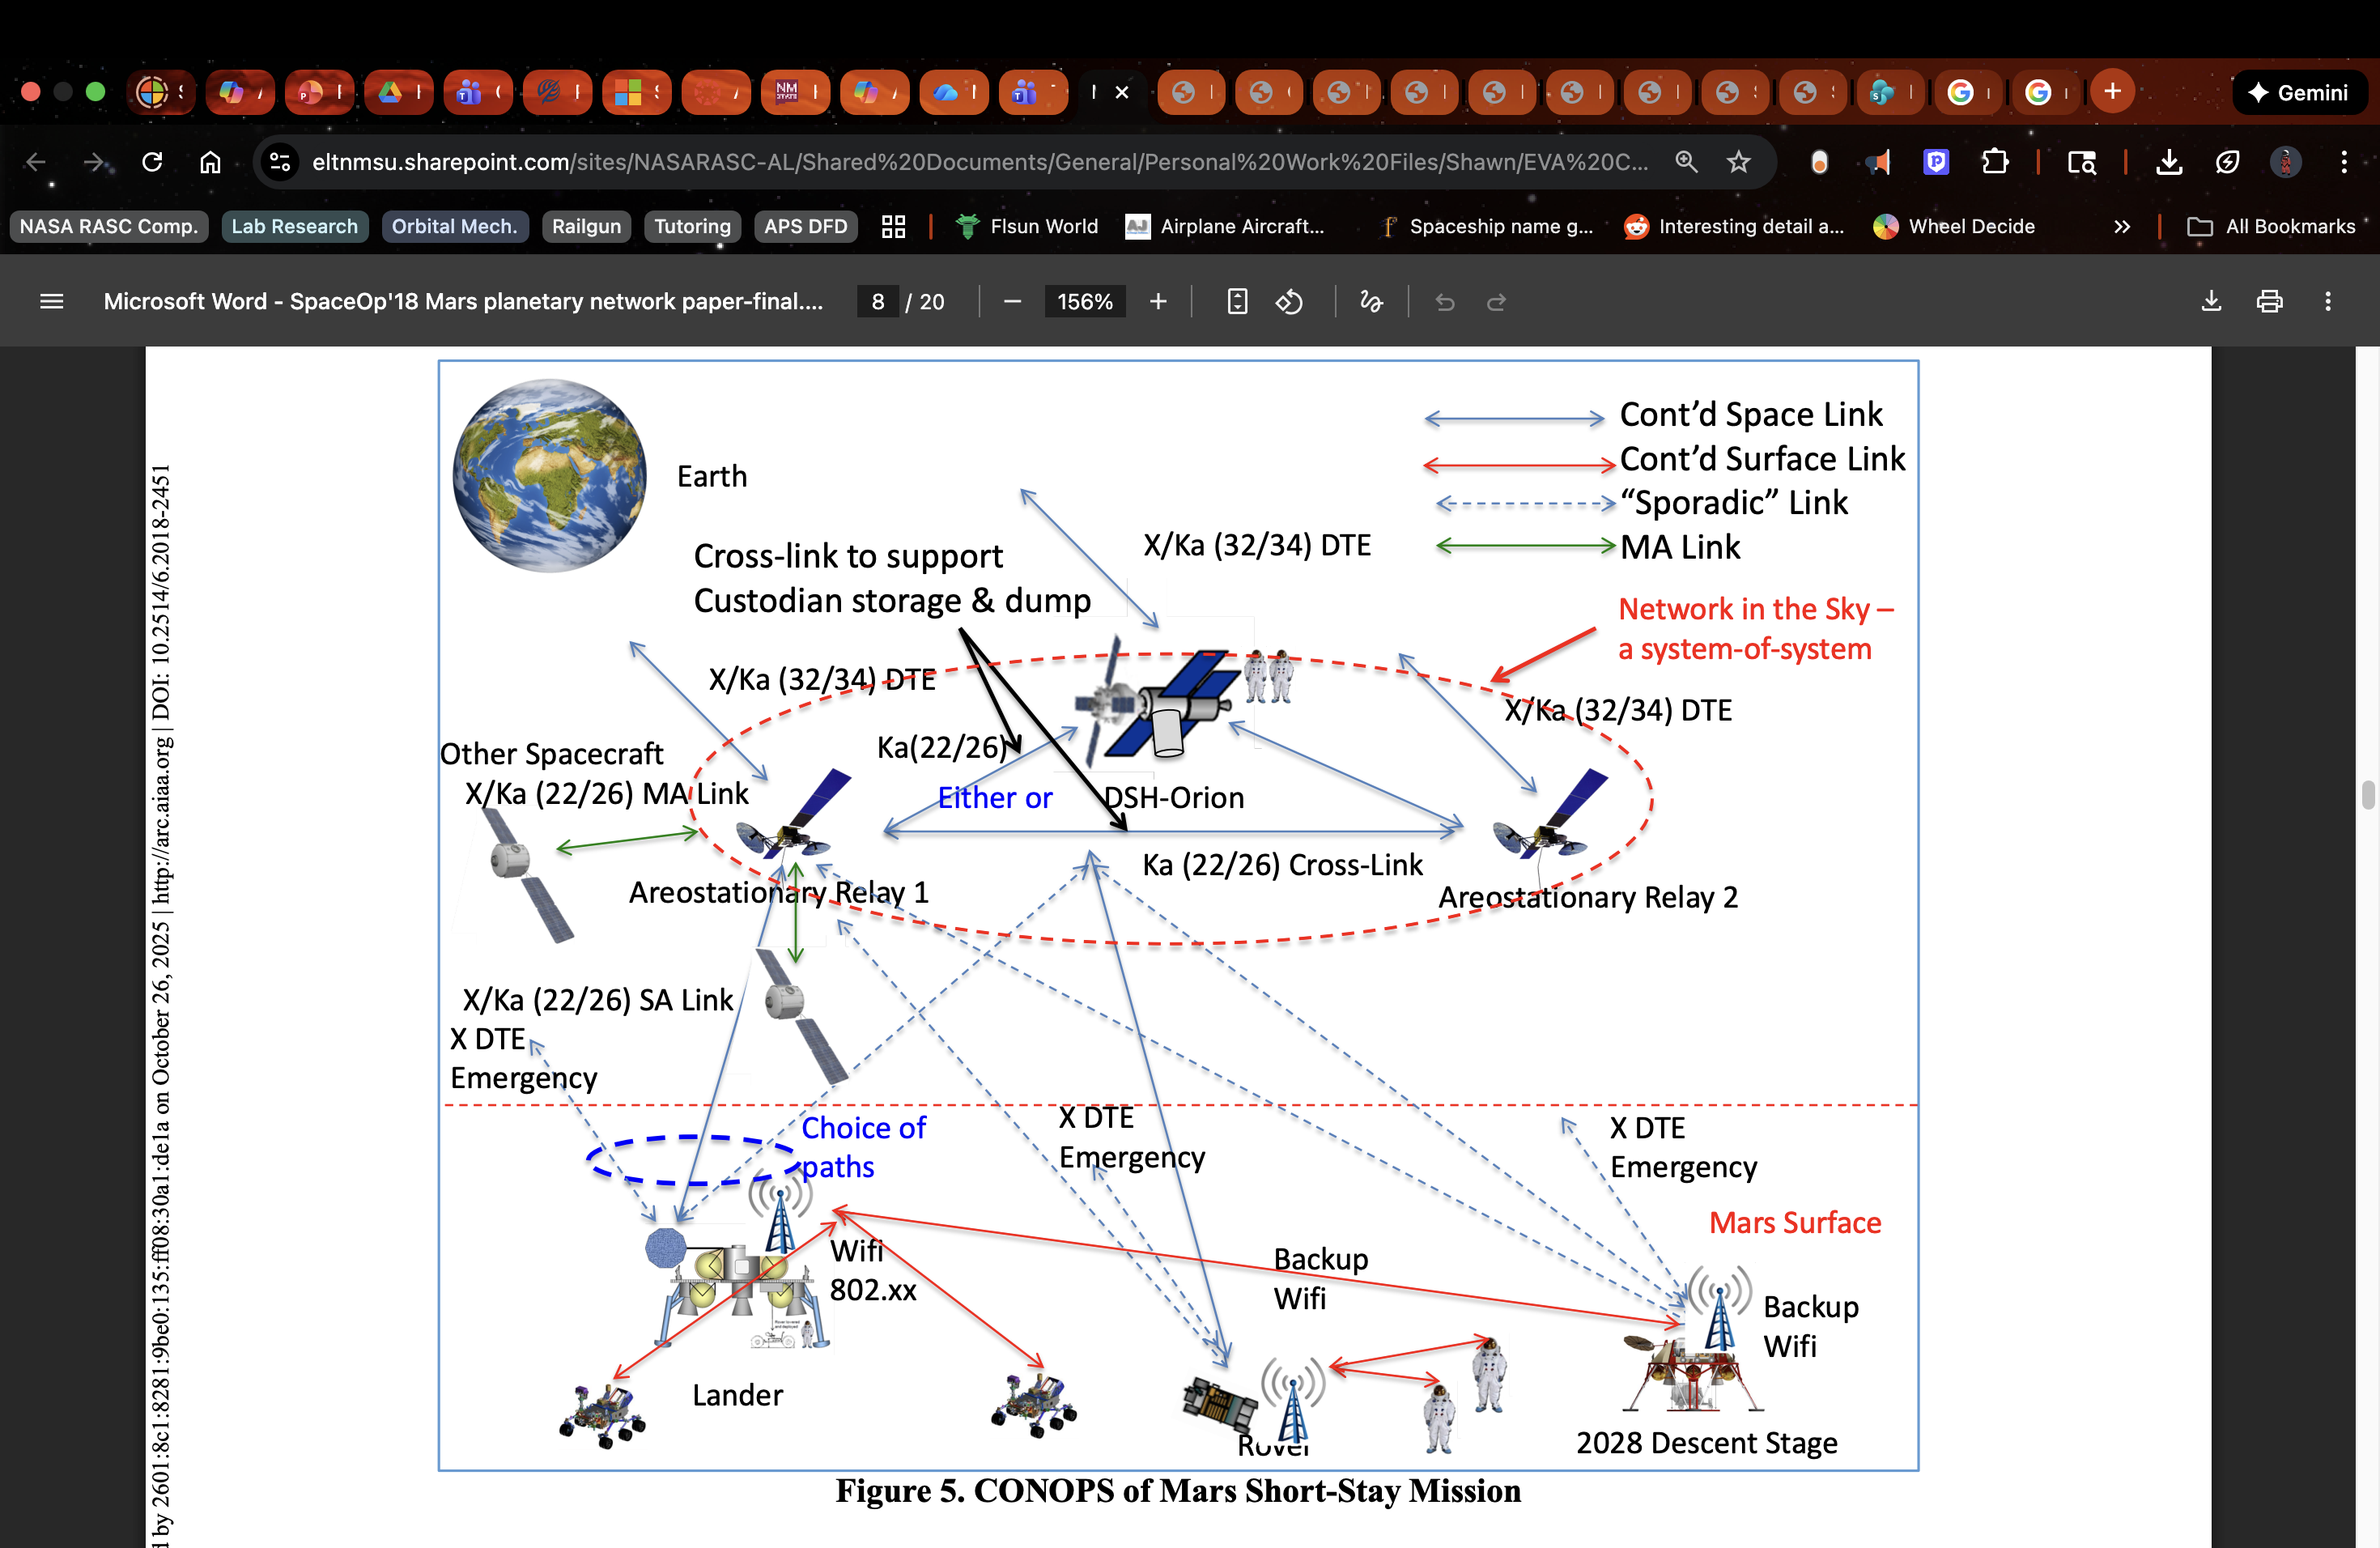 Gemini
eltnmsu.sharepoint.com/sites/NASARASC-AL/Shared%20Documents/General/Personal%20Work%20Files/Shawn/EVA%20C...
NASA RASC Comp.
Lab Research
Orbital Mech.
Railgun
Tutoring
APS DFD
Flsun World
Airplane Aircraft...
Spaceship name g...
Interesting detail a...
Wheel Decide
All Bookmarks
Microsoft Word - SpaceOp'18 Mars planetary network paper-final....
8 / 20
156%
d by 2601:8c1:8281:9be0:135:ff08:30a1:de1a on October 26, 2025 | http://arc.aiaa.org | DOI: 10.2514/6.2018-2451
Cont’d Space Link
Cont’d Surface Link
“Sporadic” Link
MA Link
Earth
X/Ka (32/34) DTE
Cross-link to support
Custodian storage & dump
Network in the Sky –
a system-of-system
X/Ka (32/34) DTE
X/Ka (32/34) DTE
Ka(22/26)
Other Spacecraft
X/Ka (22/26) MA Link
Either or
DSH-Orion
Ka (22/26) Cross-Link
Areostationary Relay 1
Areostationary Relay 2
X/Ka (22/26) SA Link
X DTE
Emergency
Choice of
paths
X DTE
Emergency
X DTE
Emergency
Mars Surface
Wifi
802.xx
Backup
Wifi
Backup
Wifi
Lander
Rover
2028 Descent Stage
Figure 5. CONOPS of Mars Short-Stay Mission